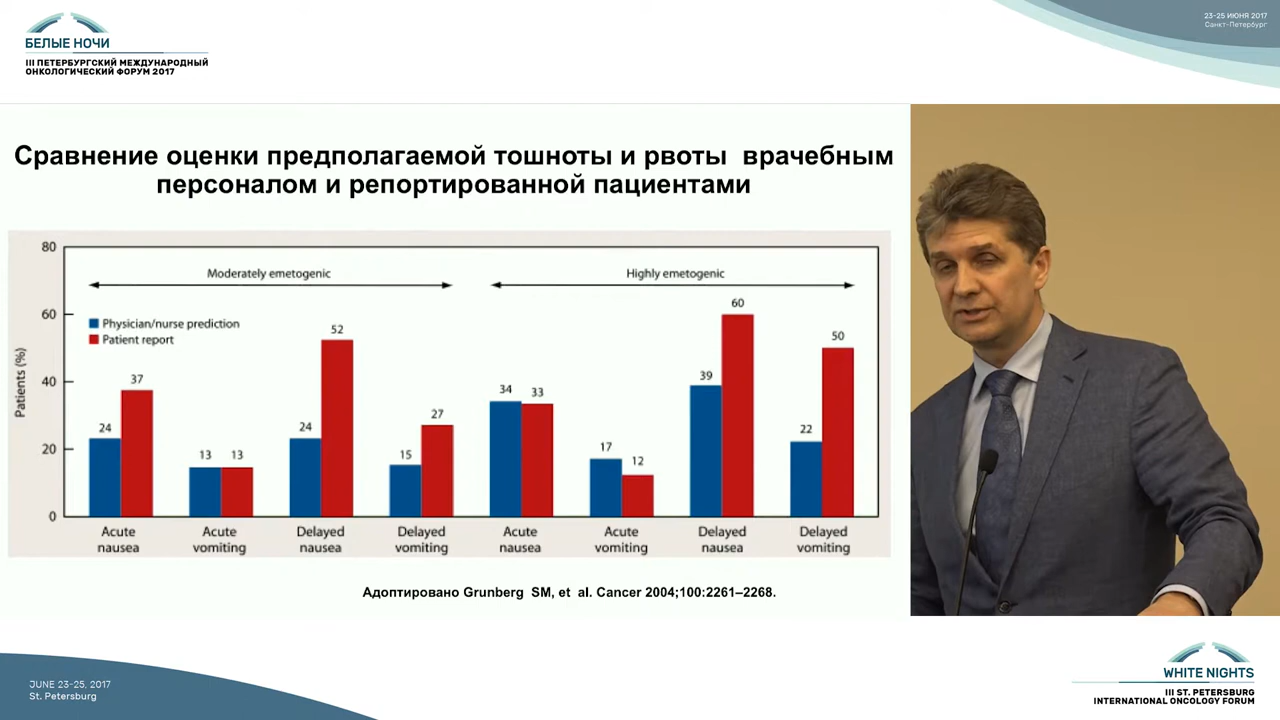 БЕЛЫЕ НОЧИ
III ПЕТЕРБУРГСКИЙ МЕЖДУНАРОДНЫЙ
ОНКОЛОГИЧЕСКИЙ ФОРУМ 2017
23-25 ИЮНЯ 2017
Санкт-Петербург
Сравнение оценки предполагаемой тошноты и рвоты врачебным
персоналом и репортированной пациентами
80
60
40
20
0
Patients (%)
Moderately emetogenic
Highly emetogenic
Physician/nurse prediction
Patient report
24
37
13
13
24
52
15
27
34
33
17
12
39
60
22
50
Acute
nausea
Acute
vomiting
Delayed
nausea
Delayed
vomiting
Acute
nausea
Acute
vomiting
Delayed
nausea
Delayed
vomiting
Адоптировано Grunberg SM, et al. Cancer 2004;100:2261–2268.
JUNE 23-25, 2017
St. Petersburg
WHITE NIGHTS
III ST. PETERSBURG
INTERNATIONAL ONCOLOGY FORUM